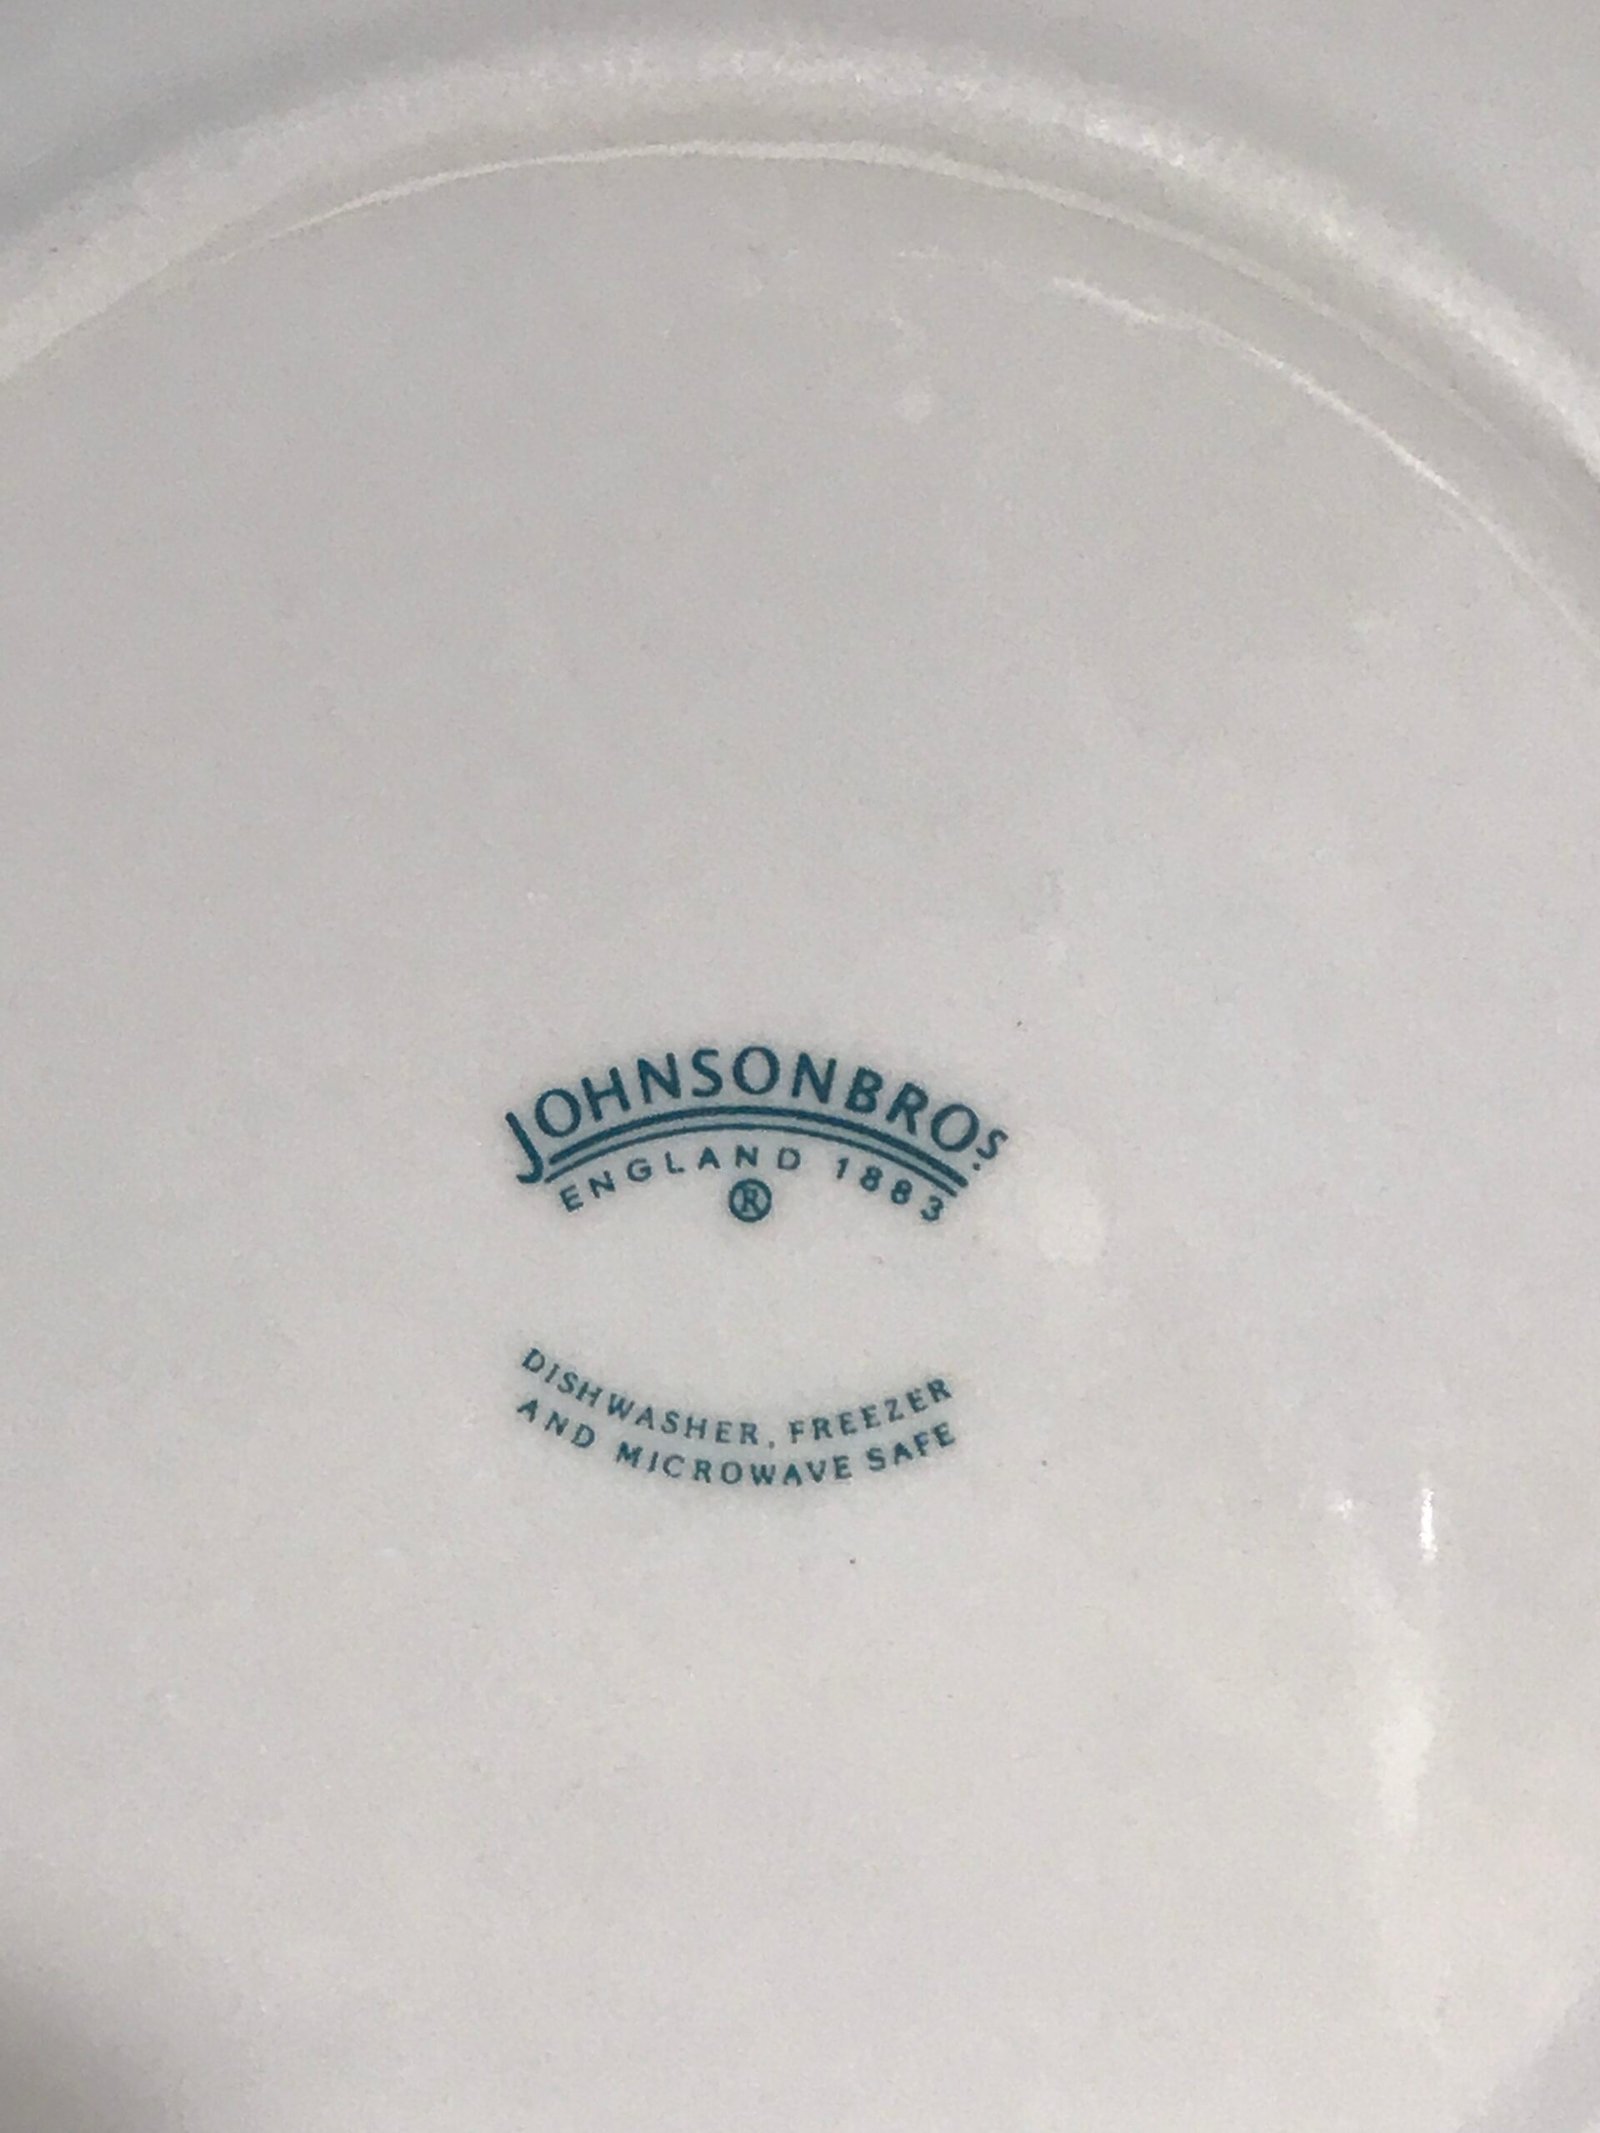 JOHNSONBROS.
ENGLAND 1883
®
DISHWASHER, FREEZER
AND MICROWAVE SAFE